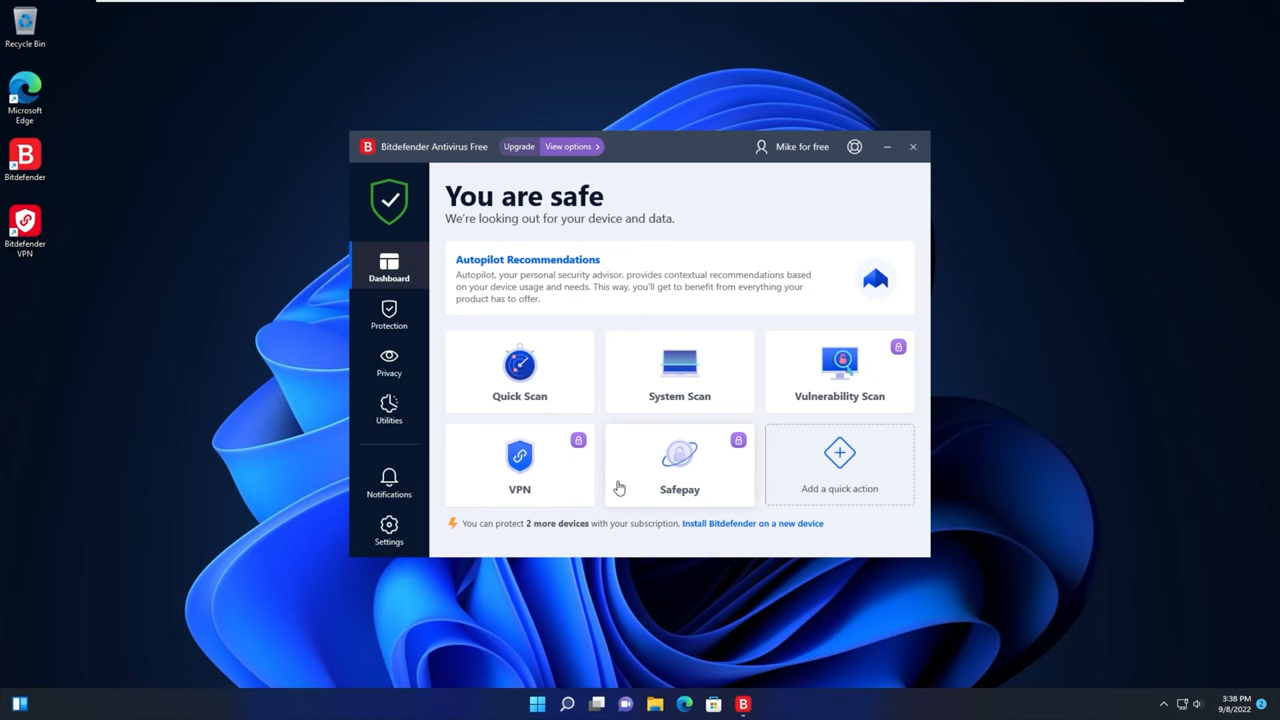 Recycle Bin
Microsoft
Edge
Bitdefender
Bitdefender
VPN
B Bitdefender Antivirus Free
Upgrade
View options
Mike for free
You are safe
We're looking out for your device and data.
Dashboard
Protection
Privacy
Utilities
Notifications
Settings
Autopilot Recommendations
Autopilot, your personal security advisor, provides contextual recommendations based
on your device usage and needs. This way, you'll get to benefit from everything your
product has to offer.
Quick Scan
System Scan
Vulnerability Scan
VPN
Safepay
Add a quick action
You can protect 2 more devices with your subscription. Install Bitdefender on a new device
B
3:38 PM
9/8/2022
2